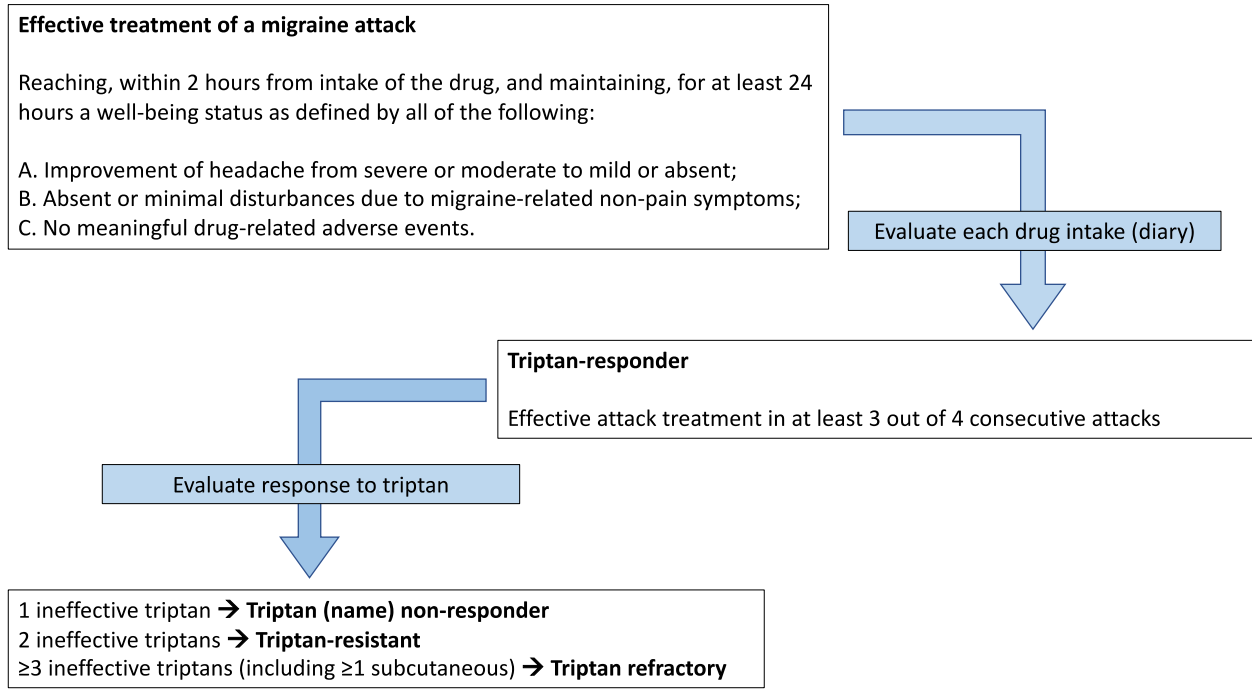 Effective treatment of a migraine attack
Reaching, within 2 hours from intake of the drug, and maintaining, for at least 24
hours a well-being status as defined by all of the following:
A. Improvement of headache from severe or moderate to mild or absent;
B. Absent or minimal disturbances due to migraine-related non-pain symptoms;
C. No meaningful drug-related adverse events.
Evaluate each drug intake (diary)
Triptan-responder
Effective attack treatment in at least 3 out of 4 consecutive attacks
Evaluate response to triptan
1 ineffective triptan → Triptan (name) non-responder
2 ineffective triptans → Triptan-resistant
≥3 ineffective triptans (including ≥1 subcutaneous) → Triptan refractory